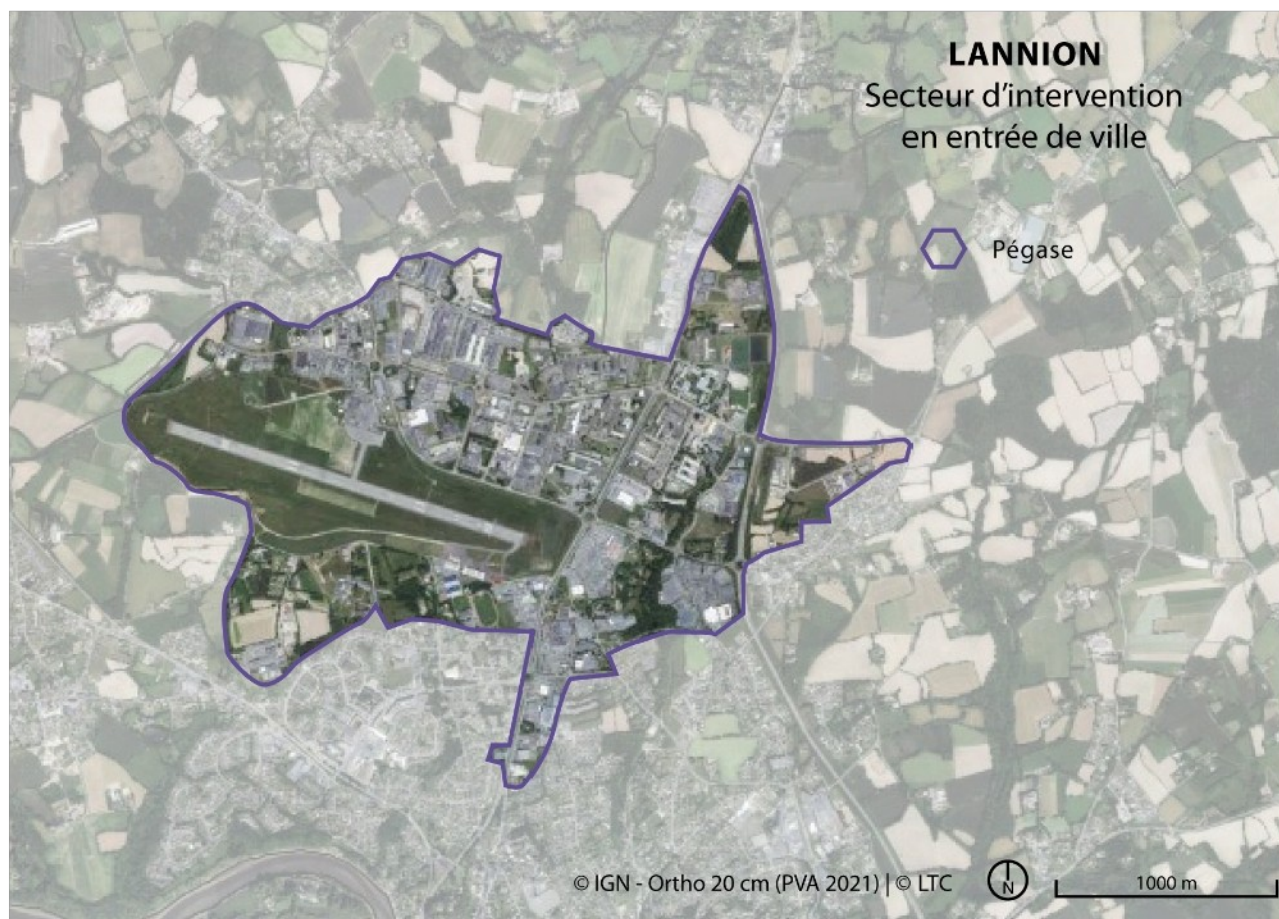 LANNION
Secteur d'intervention
en entrée de ville
Pégase
© IGN - Ortho 20 cm (PVA 2021) | © LTC
N
1000 m